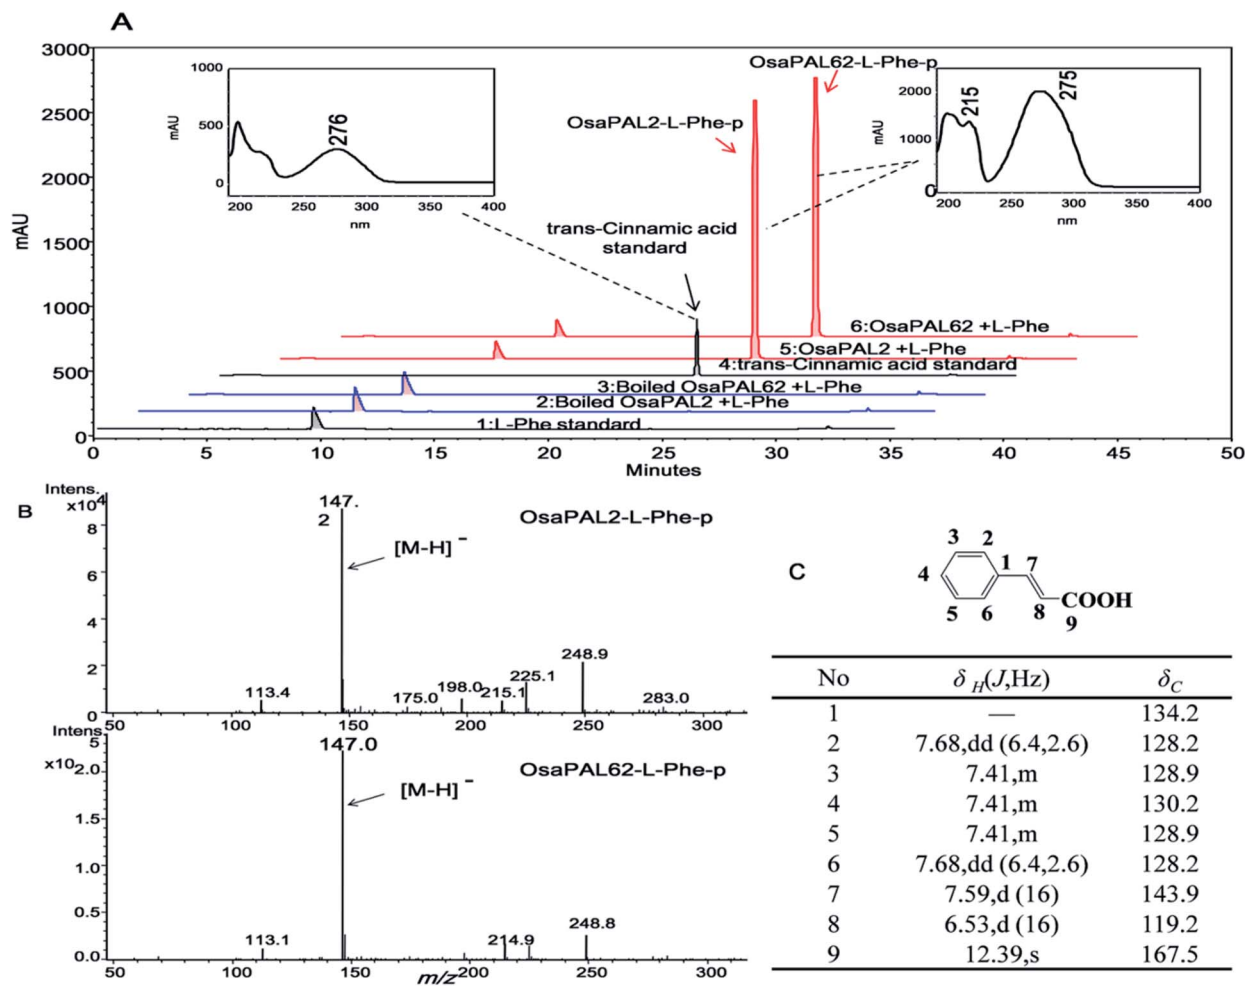 A
3000
2500
2000
1500
1000
500
0
mAU
0 5 10 15 20 25 30 35 40 45 50
Minutes
1000
500
0
mAU
276
200 250 300 350 400
nm
OsaPAL62-L-Phe-p
OsaPAL2-L-Phe-p
trans-Cinnamic acid
standard
2000
1000
0
mAU
215
275
200 250 300 350 400
nm
6:OsaPAL62 +L-Phe
5:OsaPAL2 +L-Phe
4:trans-Cinnamic acid standard
3:Boiled OsaPAL62 +L-Phe
2:Boiled OsaPAL2 +L-Phe
1:L-Phe standard
B
Intens.
x10⁴
8
6
4
2
0
147.
2
[M-H]⁻
OsaPAL2-L-Phe-p
113.4
175.0
198.0
215.1
225.1
248.9
283.0
50 100 150 200 250 300
Intens.
5
x10
2.0
1.5
1.0
0.5
0.0
147.0
[M-H]⁻
OsaPAL62-L-Phe-p
113.1
214.9
248.8
50 100 150 200 250 300
m/z
C
3 2
4 1 7
5 6 8 COOH
9
No δ H(J,Hz) δC
1 — 134.2
2 7.68,dd (6.4,2.6) 128.2
3 7.41,m 128.9
4 7.41,m 130.2
5 7.41,m 128.9
6 7.68,dd (6.4,2.6) 128.2
7 7.59,d (16) 143.9
8 6.53,d (16) 119.2
9 12.39,s 167.5